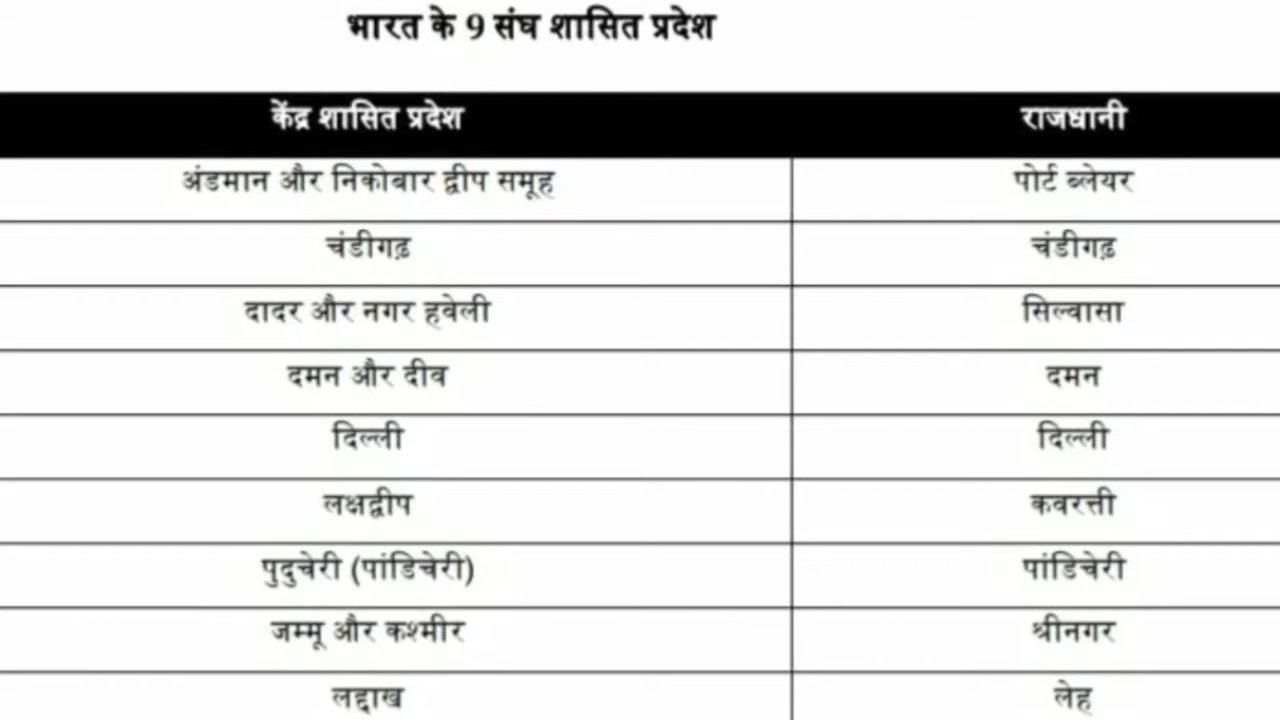 भारत के 9 संघ शासित प्रदेश
केंद्र शासित प्रदेश राजधानी
अंडमान और निकोबार द्वीप समूह पोर्ट ब्लेयर
चंडीगढ़ चंडीगढ़
दादर और नगर हवेली सिल्वासा
दमन और दीव दमन
दिल्ली दिल्ली
लक्षद्वीप कवरत्ती
पुदुचेरी (पांडिचेरी) पांडिचेरी
जम्मू और कश्मीर श्रीनगर
लद्दाख लेह